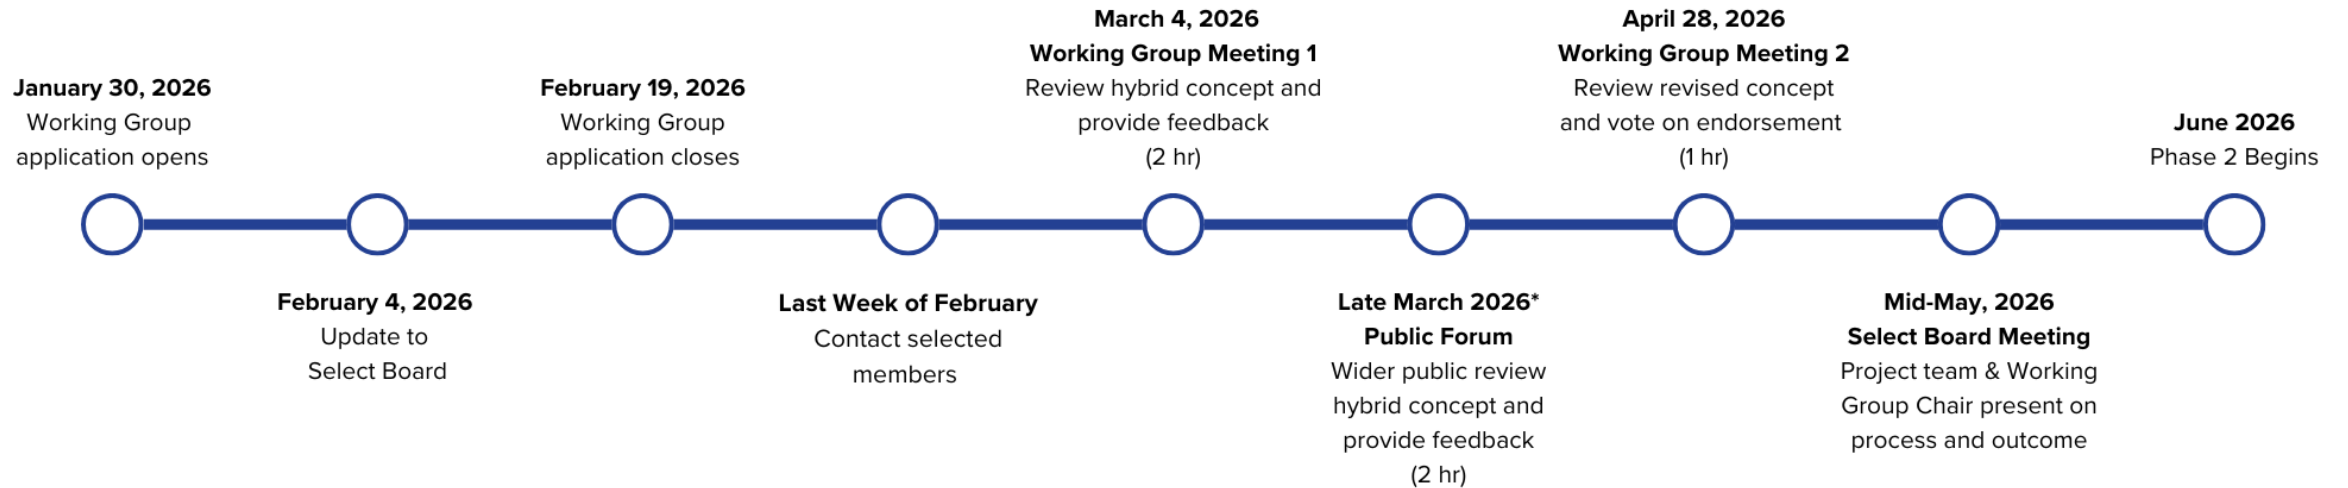 January 30, 2026
Working Group
application opens
February 4, 2026
Update to
Select Board
February 19, 2026
Working Group
application closes
Last Week of February
Contact selected
members
March 4, 2026
Working Group Meeting 1
Review hybrid concept and
provide feedback
(2 hr)
Late March 2026*
Public Forum
Wider public review
hybrid concept and
provide feedback
(2 hr)
April 28, 2026
Working Group Meeting 2
Review revised concept
and vote on endorsement
(1 hr)
Mid-May, 2026
Select Board Meeting
Project team & Working
Group Chair present on
process and outcome
June 2026
Phase 2 Begins